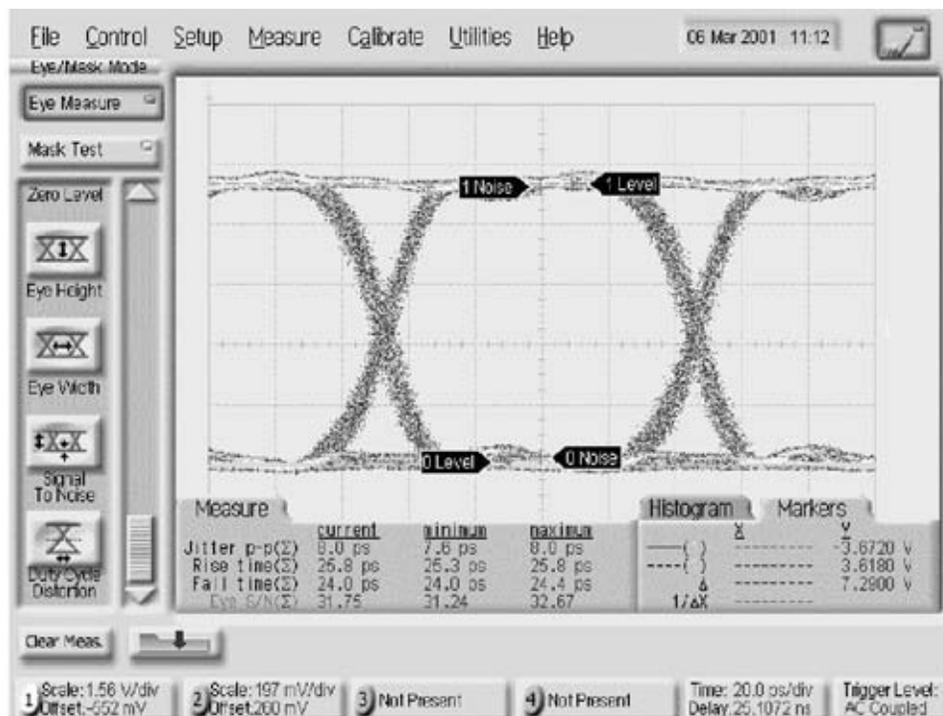 File Control Setup Measure Calibrate Utilities Help 06 Mar 2001 11:12
Eye/Mask Mode
Eye Measure
Mask Test
Zero Level
Eye Height
Eye Width
Signal
To Noise
Duty Cycle
Distortion
1 Noise
1 Level
0 Level
0 Noise
Measure
current minimum maximum
Jitter p-p(Σ) 8.0 ps 7.6 ps 8.0 ps
Rise time(Σ) 25.8 ps 25.3 ps 25.8 ps
Fall time(Σ) 24.0 ps 24.0 ps 24.4 ps
Eye S/N(Σ) 31.75 31.24 32.67
Histogram Markers
X Y
----( ) --------- -3.6720 V
----( ) --------- 3.6180 V
Δ --------- 7.2900 V
1/ΔX ---------
Clear Meas.
1 Scale: 1.56 V/div
Offset:-552 mV
2 Scale: 197 mV/div
Offset:200 mV
3 Not Present
4 Not Present
Time: 20.0 ps/div
Delay:25.1072 ns
Trigger Level:
AC Coupled